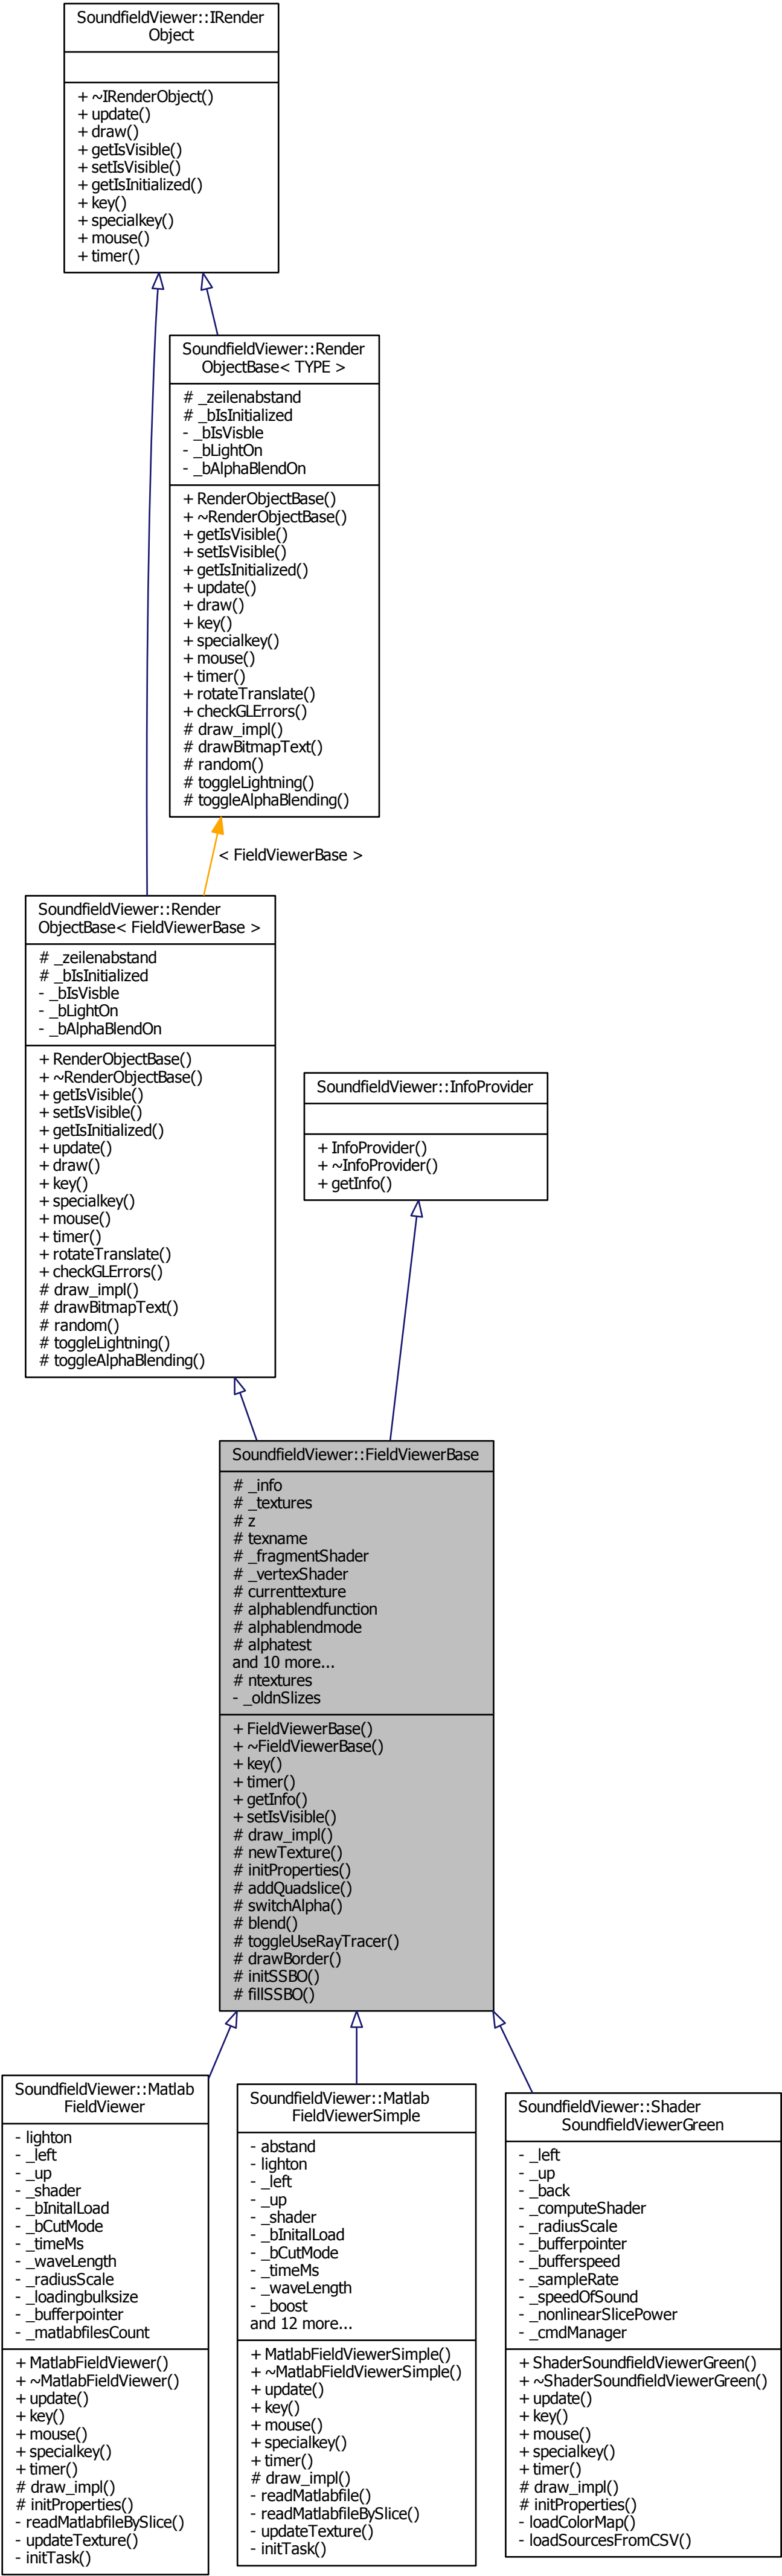 SoundfieldViewer::IRender
Object
+ ~IRenderObject()
+ update()
+ draw()
+ getIsVisible()
+ setIsVisible()
+ getIsInitialized()
+ key()
+ specialkey()
+ mouse()
+ timer()
SoundfieldViewer::Render
ObjectBase< TYPE >
# _zeilenabstand
# _bIsInitialized
- _bIsVisble
- _bLightOn
- _bAlphaBlendOn
+ RenderObjectBase()
+ ~RenderObjectBase()
+ getIsVisible()
+ setIsVisible()
+ getIsInitialized()
+ update()
+ draw()
+ key()
+ specialkey()
+ mouse()
+ timer()
+ rotateTranslate()
+ checkGLErrors()
# draw_impl()
# drawBitmapText()
# random()
# toggleLightning()
# toggleAlphaBlending()
< FieldViewerBase >
SoundfieldViewer::Render
ObjectBase< FieldViewerBase >
# _zeilenabstand
# _bIsInitialized
- _bIsVisble
- _bLightOn
- _bAlphaBlendOn
+ RenderObjectBase()
+ ~RenderObjectBase()
+ getIsVisible()
+ setIsVisible()
+ getIsInitialized()
+ update()
+ draw()
+ key()
+ specialkey()
+ mouse()
+ timer()
+ rotateTranslate()
+ checkGLErrors()
# draw_impl()
# drawBitmapText()
# random()
# toggleLightning()
# toggleAlphaBlending()
SoundfieldViewer::InfoProvider
+ InfoProvider()
+ ~InfoProvider()
+ getInfo()
SoundfieldViewer::FieldViewerBase
# _info
# _textures
# z
# texname
# _fragmentShader
# _vertexShader
# currenttexture
# alphablendfunction
# alphablendmode
# alphatest
and 10 more...
# ntextures
- _oldnSlizes
+ FieldViewerBase()
+ ~FieldViewerBase()
+ key()
+ timer()
+ getInfo()
+ setIsVisible()
# draw_impl()
# newTexture()
# initProperties()
# addQuadslice()
# switchAlpha()
# blend()
# toggleUseRayTracer()
# drawBorder()
# initSSBO()
# fillSSBO()
SoundfieldViewer::Matlab
FieldViewer
- lighton
- _left
- _up
- _shader
- _bInitalLoad
- _bCutMode
- _timeMs
- _waveLength
- _radiusScale
- _loadingbulksize
- _bufferpointer
- _matlabfilesCount
+ MatlabFieldViewer()
+ ~MatlabFieldViewer()
+ update()
+ key()
+ mouse()
+ specialkey()
+ timer()
# draw_impl()
# initProperties()
- readMatlabfileBySlice()
- updateTexture()
- initTask()
SoundfieldViewer::Matlab
FieldViewerSimple
- abstand
- lighton
- _left
- _up
- _shader
- _bInitalLoad
- _bCutMode
- _timeMs
- _waveLength
- _boost
and 12 more...
+ MatlabFieldViewerSimple()
+ ~MatlabFieldViewerSimple()
+ update()
+ key()
+ mouse()
+ specialkey()
+ timer()
# draw_impl()
- readMatlabfile()
- readMatlabfileBySlice()
- updateTexture()
- initTask()
SoundfieldViewer::Shader
SoundfieldViewerGreen
- _left
- _up
- _back
- _computeShader
- _radiusScale
- _bufferpointer
- _bufferspeed
- _sampleRate
- _speedOfSound
- _nonlinearSlicePower
- _cmdManager
+ ShaderSoundfieldViewerGreen()
+ ~ShaderSoundfieldViewerGreen()
+ update()
+ key()
+ mouse()
+ specialkey()
+ timer()
# draw_impl()
# initProperties()
- loadColorMap()
- loadSourcesFromCSV()